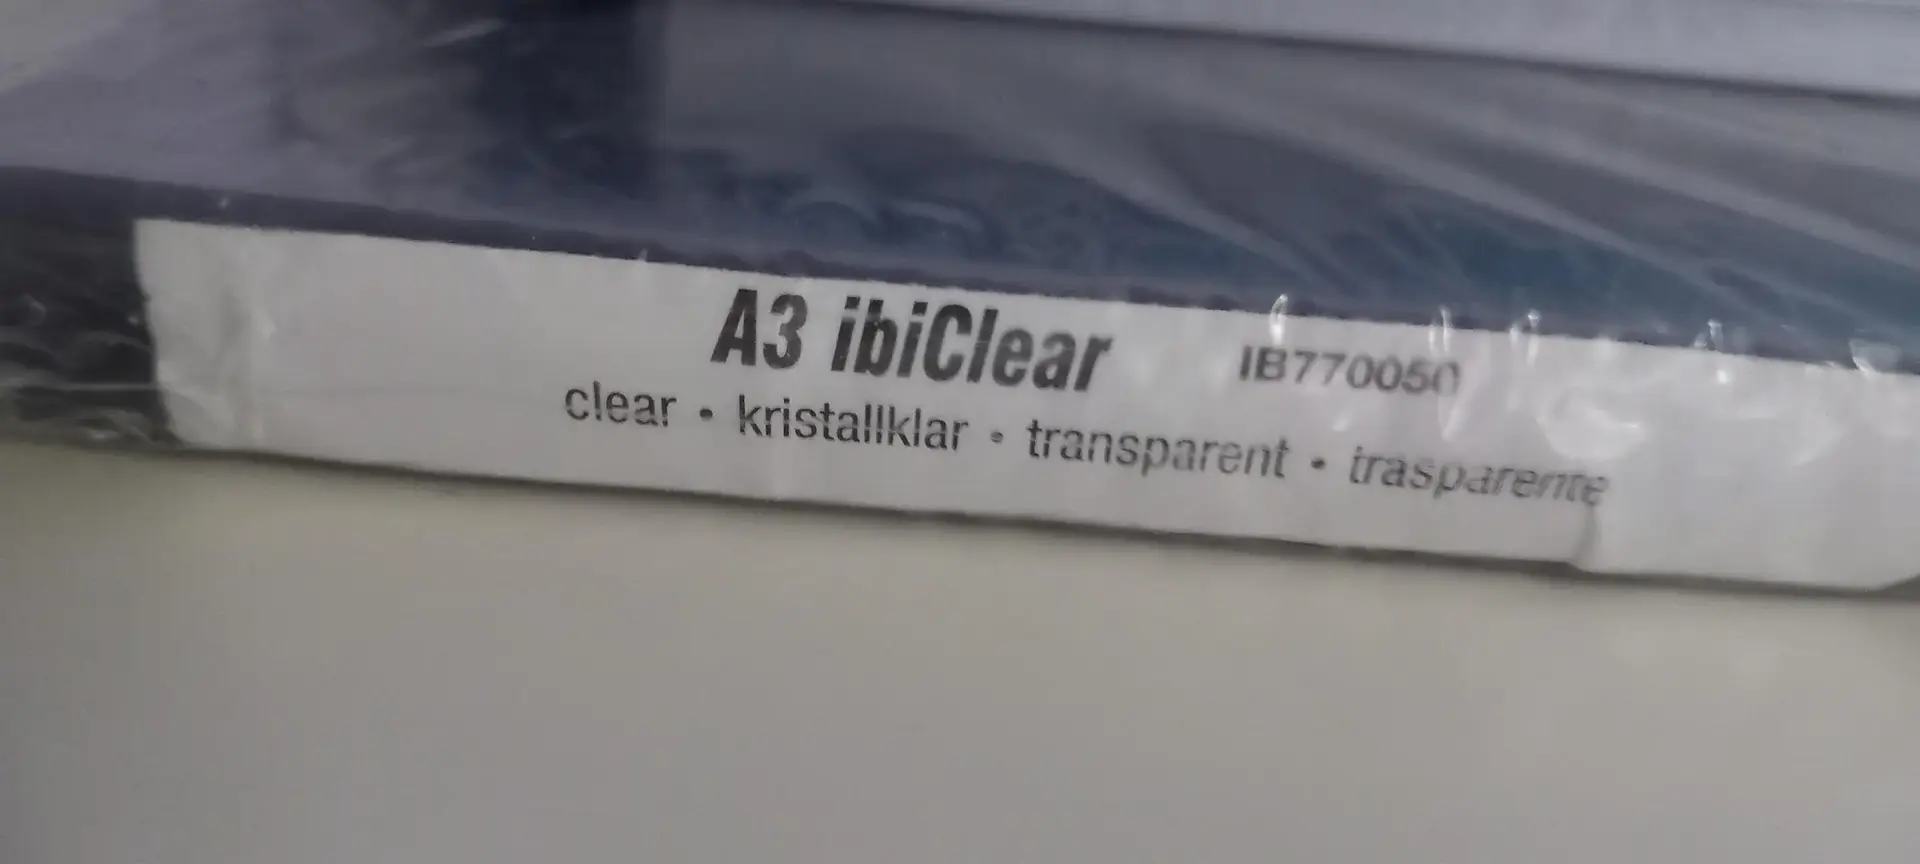 A3 ibiClear IB770050
clear • kristallklar • transparent • trasparente